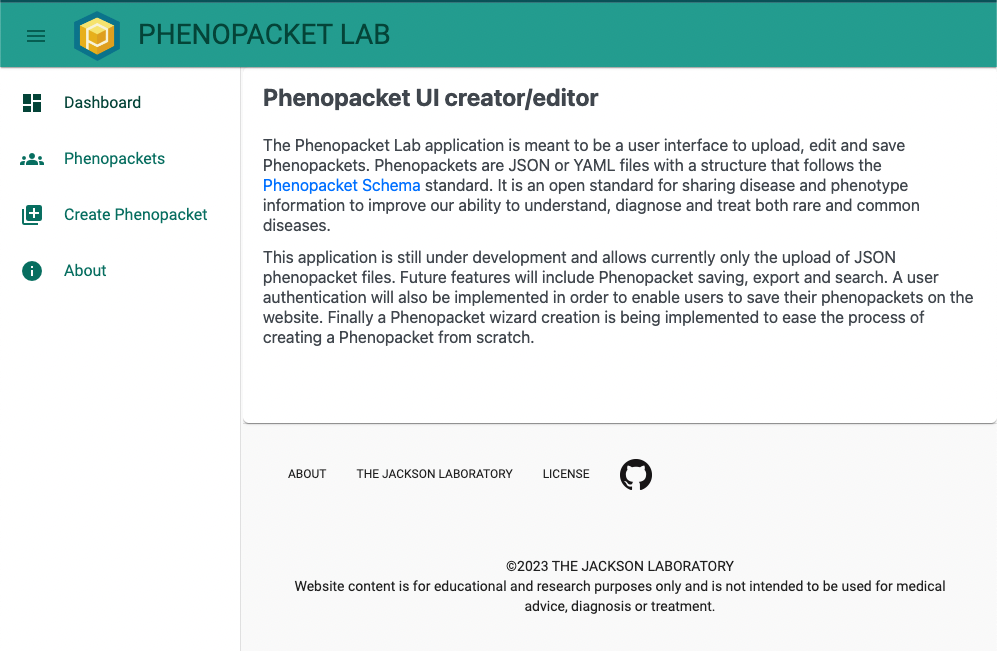 PHENOPACKET LAB
Dashboard
Phenopackets
Create Phenopacket
About
Phenopacket UI creator/editor
The Phenopacket Lab application is meant to be a user interface to upload, edit and save
Phenopackets. Phenopackets are JSON or YAML files with a structure that follows the
Phenopacket Schema standard. It is an open standard for sharing disease and phenotype
information to improve our ability to understand, diagnose and treat both rare and common
diseases.
This application is still under development and allows currently only the upload of JSON
phenopacket files. Future features will include Phenopacket saving, export and search. A user
authentication will also be implemented in order to enable users to save their phenopackets on the
website. Finally a Phenopacket wizard creation is being implemented to ease the process of
creating a Phenopacket from scratch.
ABOUT THE JACKSON LABORATORY LICENSE
©2023 THE JACKSON LABORATORY
Website content is for educational and research purposes only and is not intended to be used for medical
advice, diagnosis or treatment.